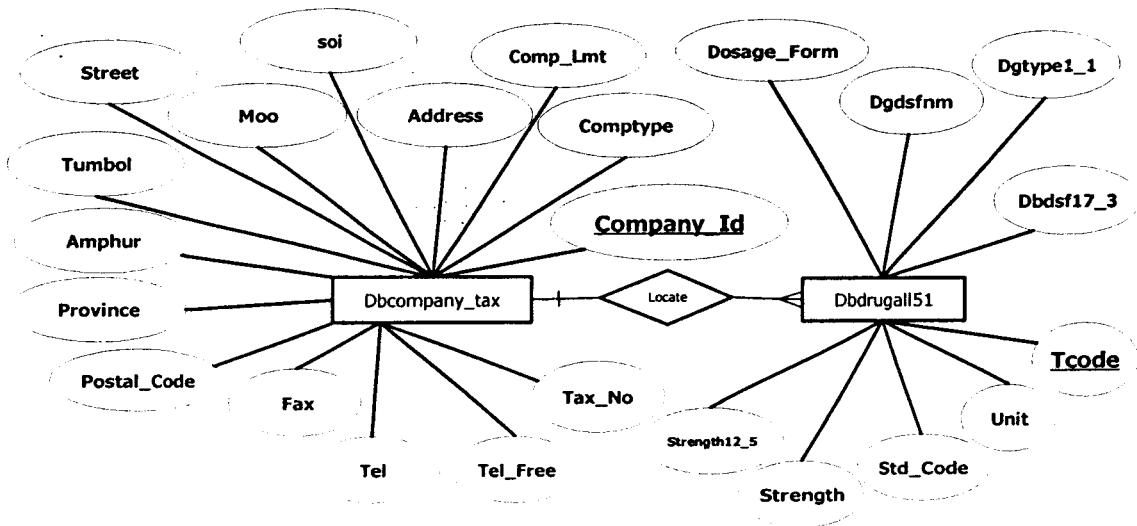 soi
Comp_Lmt
Dosage_Form
Dgtype1_1
Street
Moo
Address
Comptype
Dgdsfnm
Tumbol
Dbdsf17_3
Amphur
Company_Id
Province
Dbcompany_tax
Locate
Dbdrugall51
Postal_Code
Fax
Tax_No
Tcode
Unit
Strength12_5
Tel
Tel_Free
Std_Code
Strength